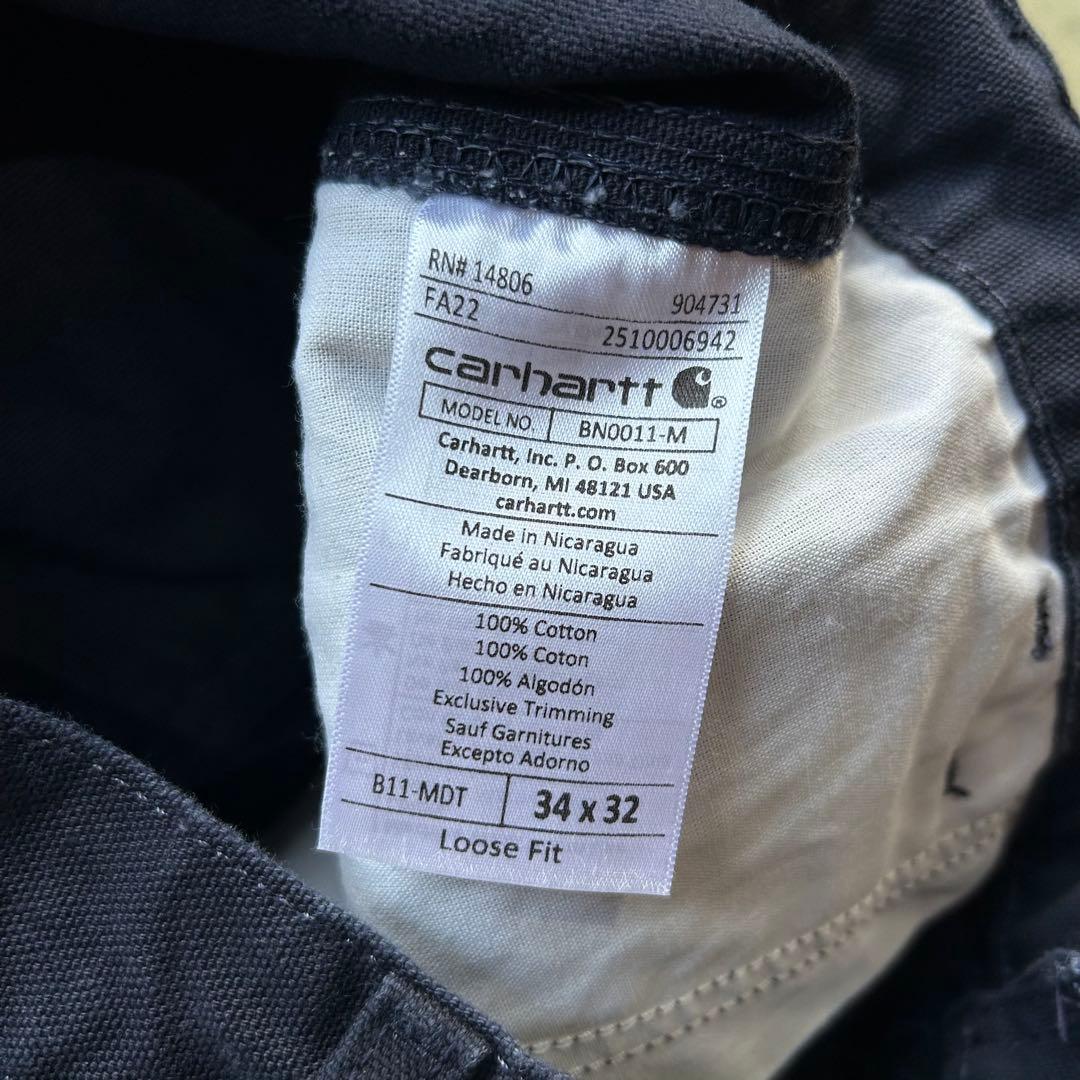 RN# 14806 904731
FA22 2510006942
carhartt ®
MODEL NO. BN0011-M
Carhartt, Inc. P. O. Box 600
Dearborn, MI 48121 USA
carhartt.com
Made in Nicaragua
Fabriqué au Nicaragua
Hecho en Nicaragua
100% Cotton
100% Coton
100% Algodón
Exclusive Trimming
Sauf Garnitures
Excepto Adorno
B11-MDT 34 x 32
Loose Fit